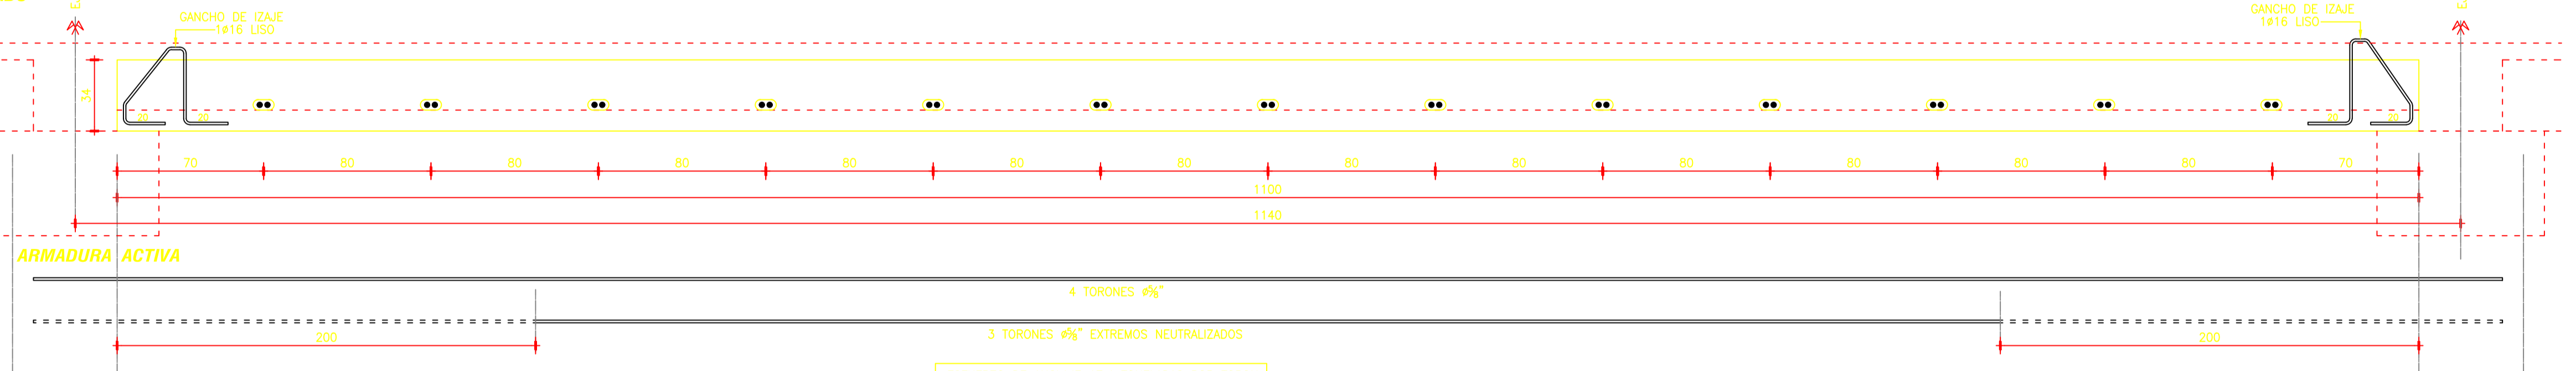 GANCHO DE IZAJE
1φ16 LISO
GANCHO DE IZAJE
1φ16 LISO
34
20 20 20 20
70 80 80 80 80 80 80 80 80 80 80 80 80 70
1100
1140
ARMADURA ACTIVA
4 TORONES φ⅜"
3 TORONES φ⅜" EXTREMOS NEUTRALIZADOS
200 200